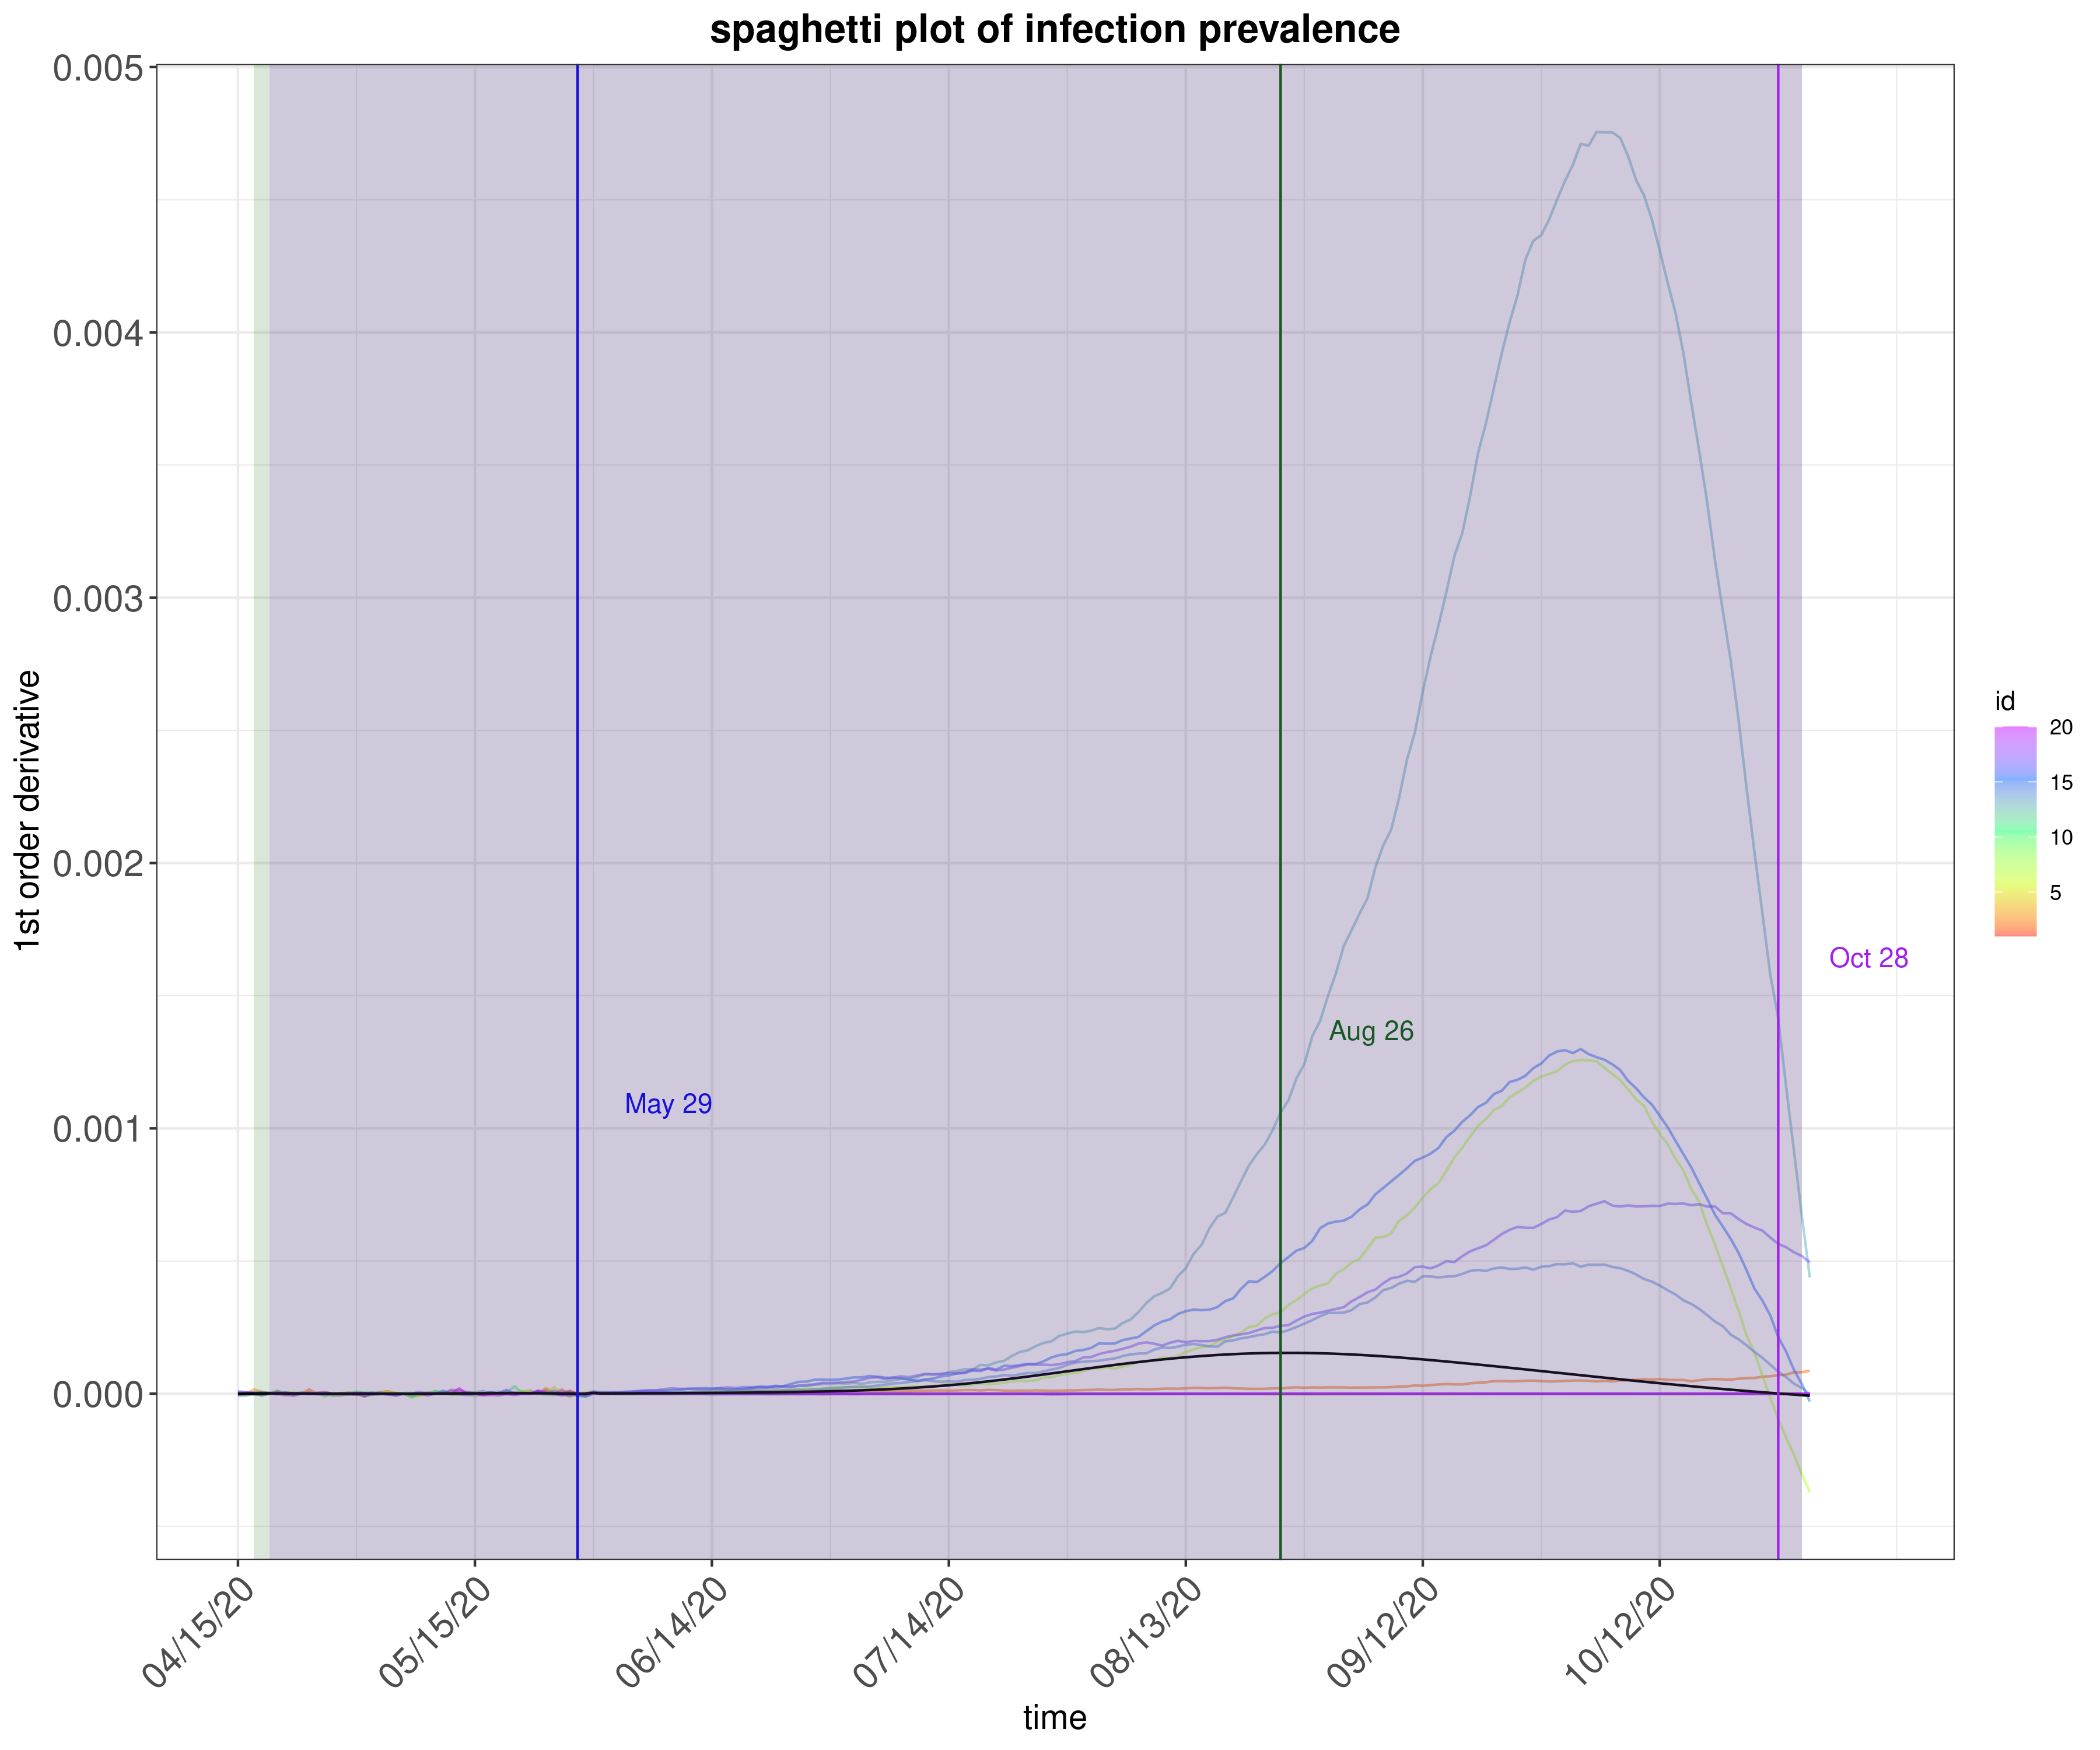 spaghetti plot of infection prevalence
0.005
0.004
0.003
0.002
0.001
0.000
1st order derivative
May 29
Aug 26
Oct 28
id
20
15
10
5
04/15/20
05/15/20
06/14/20
07/14/20
08/13/20
09/12/20
10/12/20
time